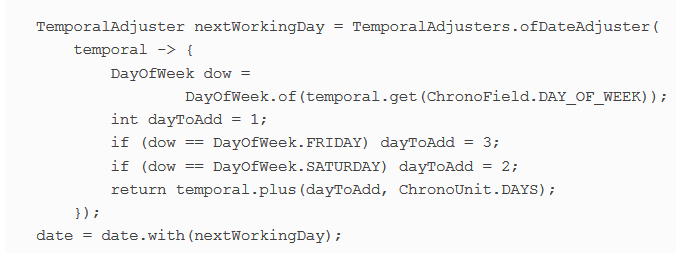 TemporalAdjuster nextWorkingDay = TemporalAdjusters.ofDateAdjuster(
    temporal -> {
        DayOfWeek dow =
                DayOfWeek.of(temporal.get(ChronoField.DAY_OF_WEEK));
        int dayToAdd = 1;
        if (dow == DayOfWeek.FRIDAY) dayToAdd = 3;
        if (dow == DayOfWeek.SATURDAY) dayToAdd = 2;
        return temporal.plus(dayToAdd, ChronoUnit.DAYS);
    });
date = date.with(nextWorkingDay);